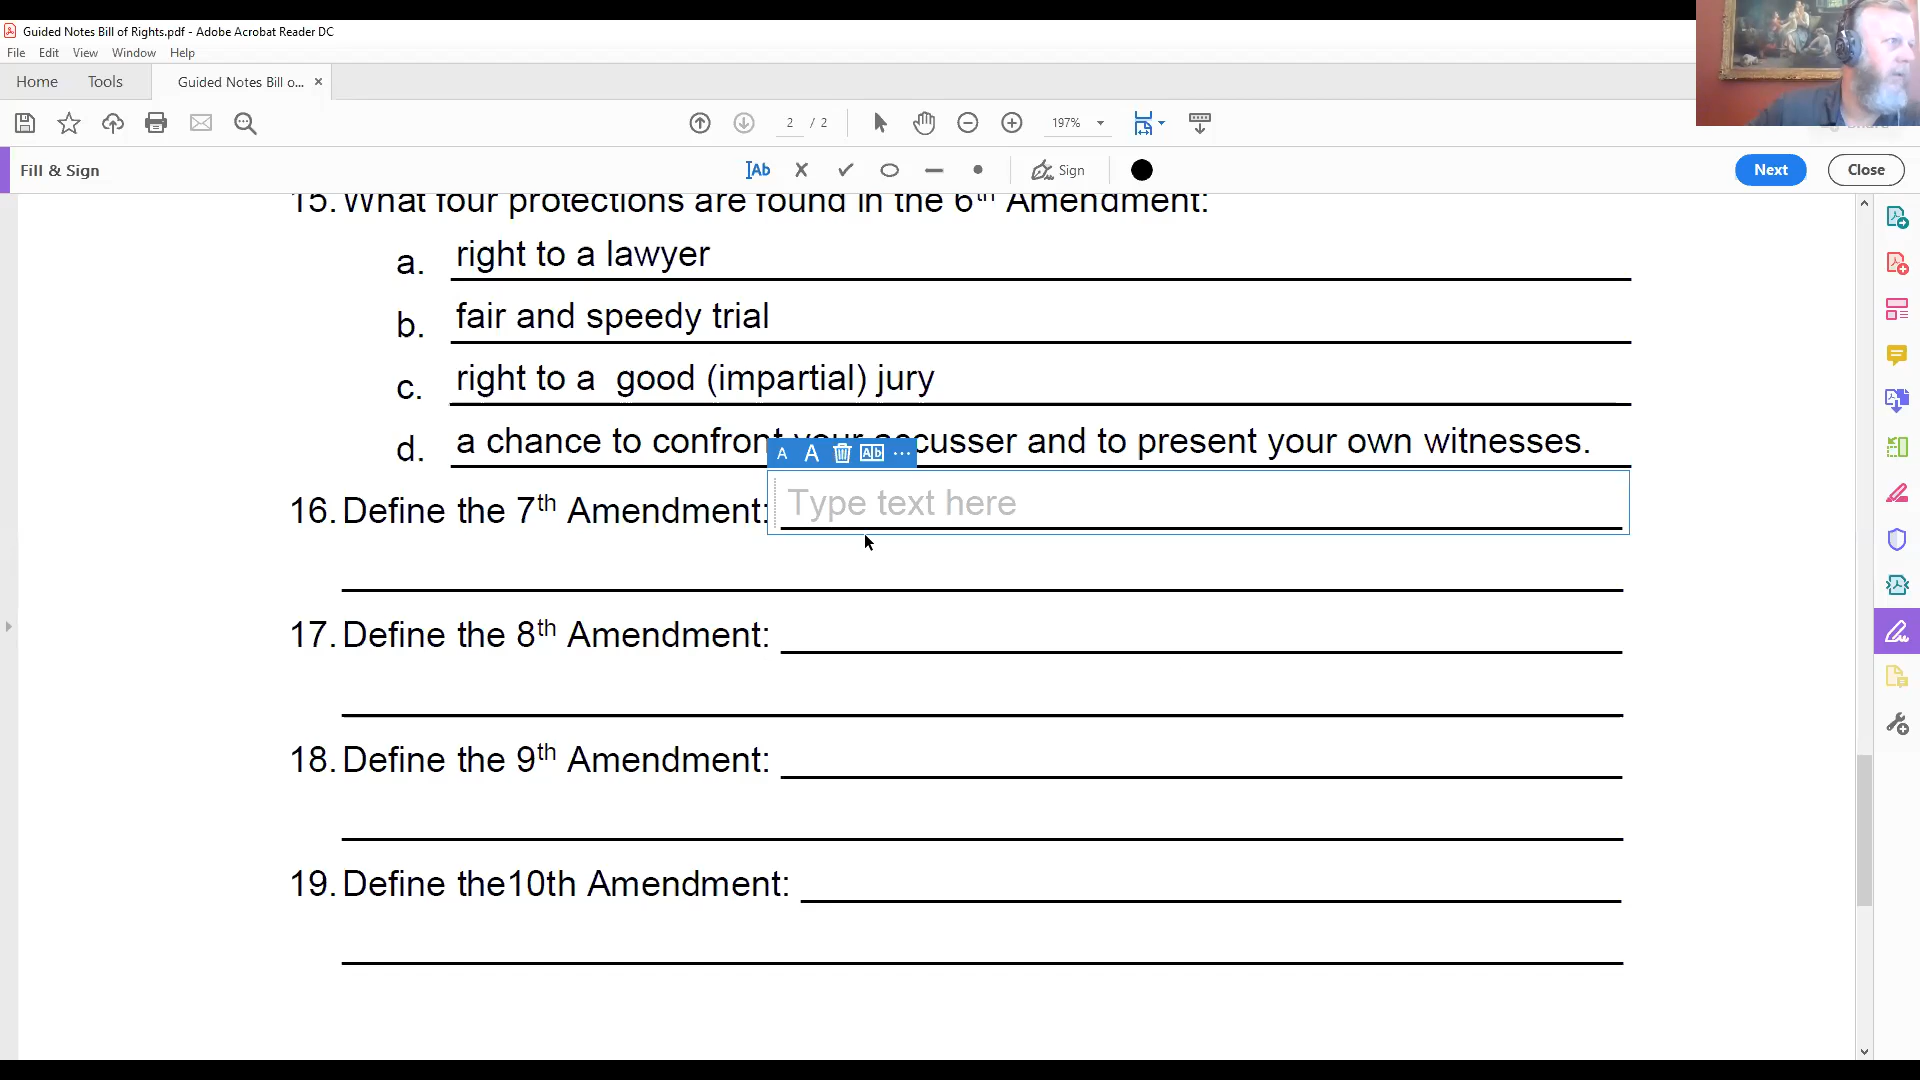 Guided Notes Bill of Rights.pdf - Adobe Acrobat Reader DC
File Edit View Window Help
Home Tools Guided Notes Bill o... ×
2 / 2 197%
Fill & Sign Ab Sign Next Close
15. What four protections are found in the 6th Amendment:
a. right to a lawyer
b. fair and speedy trial
c. right to a good (impartial) jury
d. a chance to confront your accusser and to present your own witnesses.
A A Ab ...
16. Define the 7th Amendment: Type text here
17. Define the 8th Amendment:
18. Define the 9th Amendment:
19. Define the10th Amendment: